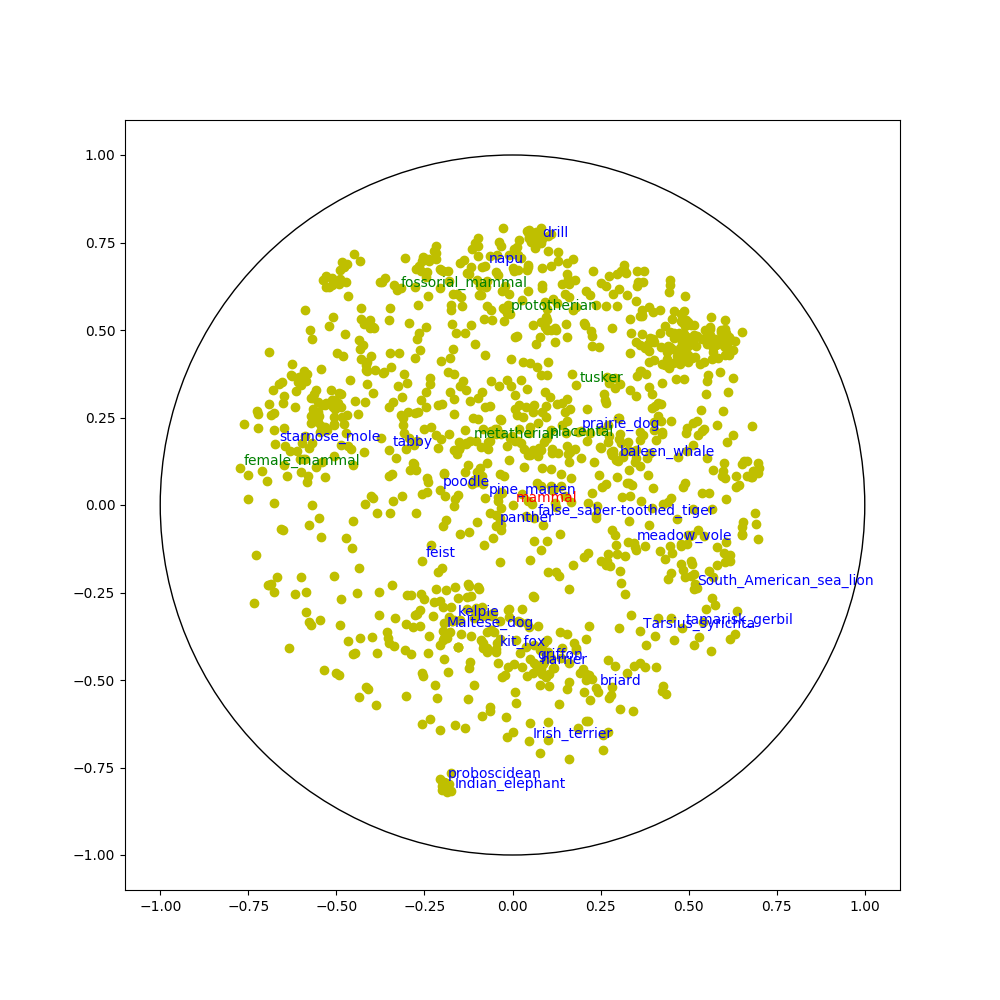 1.00
drill
0.75
napu
fossorial_mammal
prototherian
0.50
tusker
0.25
prairie_dog
metatherian
placental
starnose_mole
tabby
baleen_whale
female_mammal
poodle
pine_marten
mammal
0.00
false_saber-toothed_tiger
panther
meadow_vole
feist
South_American_sea_lion
−0.25
kelpie
Maltese_dog
tamarisk_gerbil
Tarsius_syrichta
kit_fox
griffon
harrier
−0.50
briard
Irish_terrier
−0.75
proboscidean
Indian_elephant
−1.00
−1.00 −0.75 −0.50 −0.25 0.00 0.25 0.50 0.75 1.00